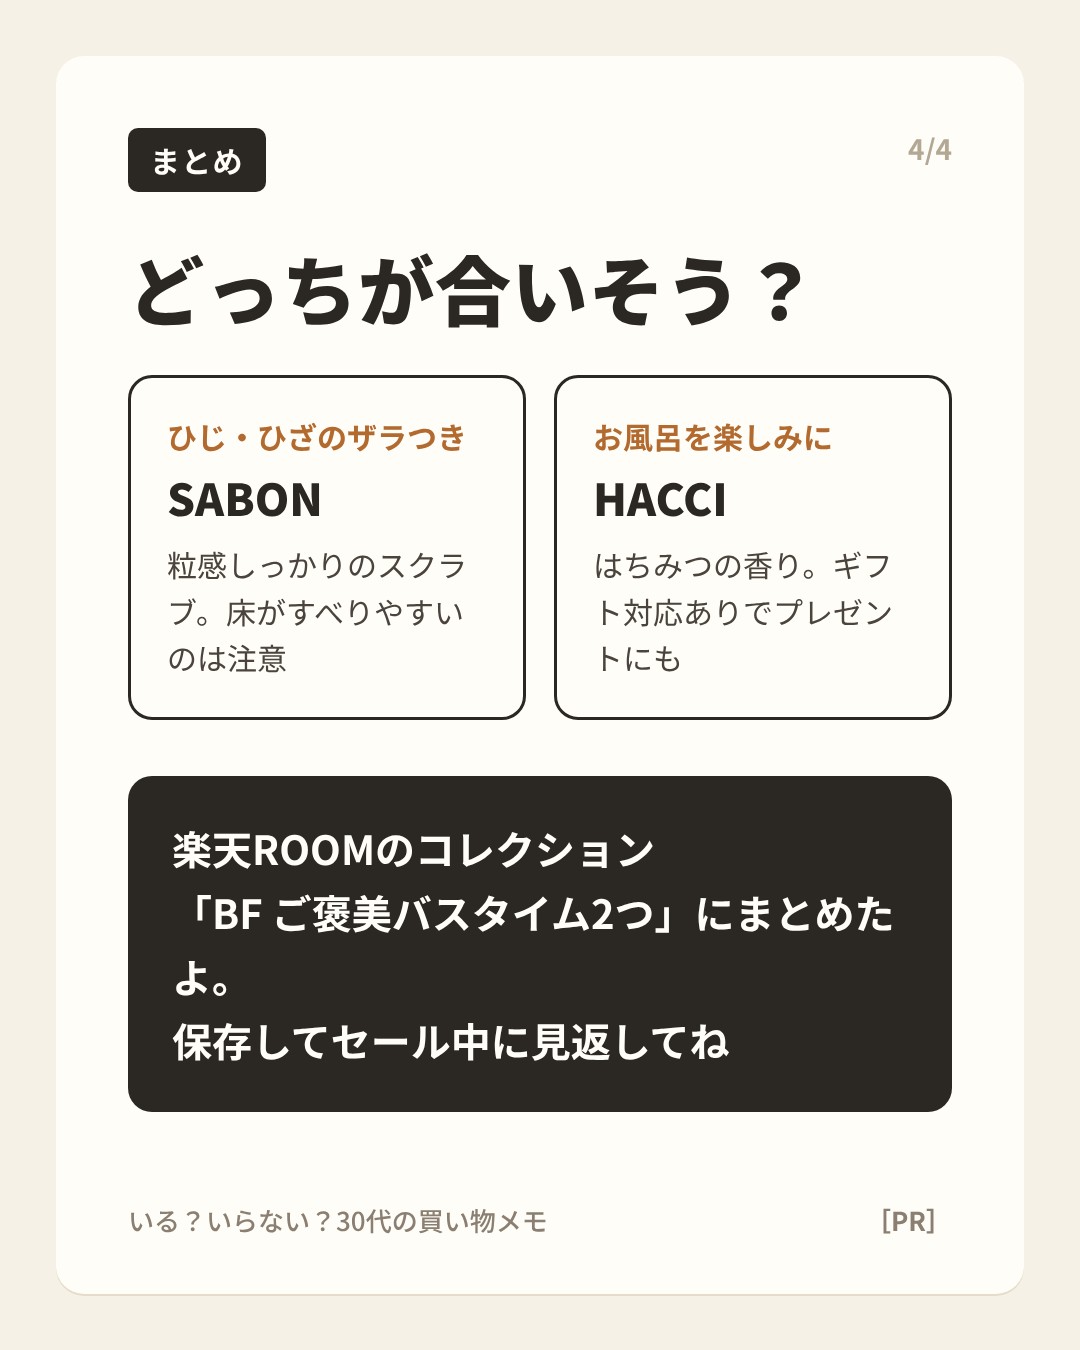 まとめ
4/4
どっちが合いそう？
ひじ・ひざのザラつき
SABON
粒感しっかりのスクラ
ブ。床がすべりやすい
のは注意
お風呂を楽しみに
HACCI
はちみつの香り。ギフ
ト対応ありでプレゼン
トにも
楽天ROOMのコレクション
「BF ご褒美バスタイム2つ」にまとめた
よ。
保存してセール中に見返してね
いる？いらない？30代の買い物メモ
[PR]